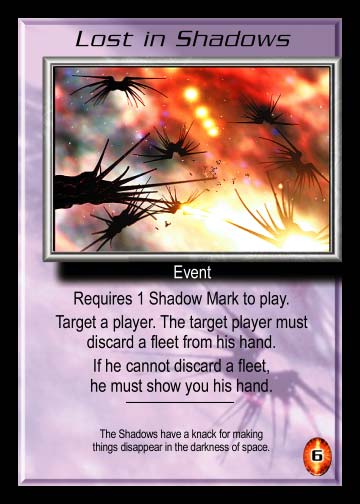 Lost in Shadows
Event
Requires 1 Shadow Mark to play.
Target a player. The target player must
discard a fleet from his hand.
If he cannot discard a fleet,
he must show you his hand.
The Shadows have a knack for making
things disappear in the darkness of space.
6